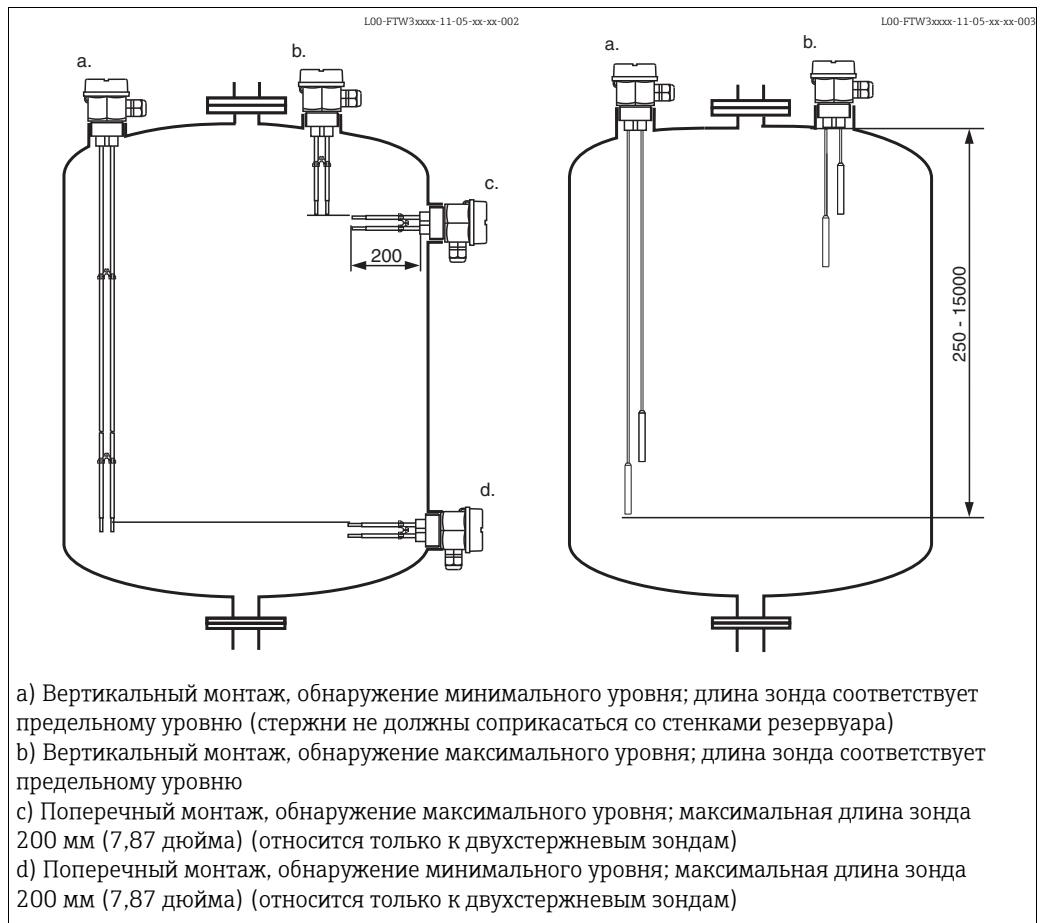 L00-FTW3xxxx-11-05-xx-xx-002
L00-FTW3xxxx-11-05-xx-xx-003
a.
b.
c.
200
d.
a.
b.
250 - 15000
a) Вертикальный монтаж, обнаружение минимального уровня; длина зонда соответствует
предельному уровню (стержни не должны соприкасаться со стенками резервуара)
b) Вертикальный монтаж, обнаружение максимального уровня; длина зонда соответствует
предельному уровню
c) Поперечный монтаж, обнаружение максимального уровня; максимальная длина зонда
200 мм (7,87 дюйма) (относится только к двухстержневым зондам)
d) Поперечный монтаж, обнаружение минимального уровня; максимальная длина зонда
200 мм (7,87 дюйма) (относится только к двухстержневым зондам)